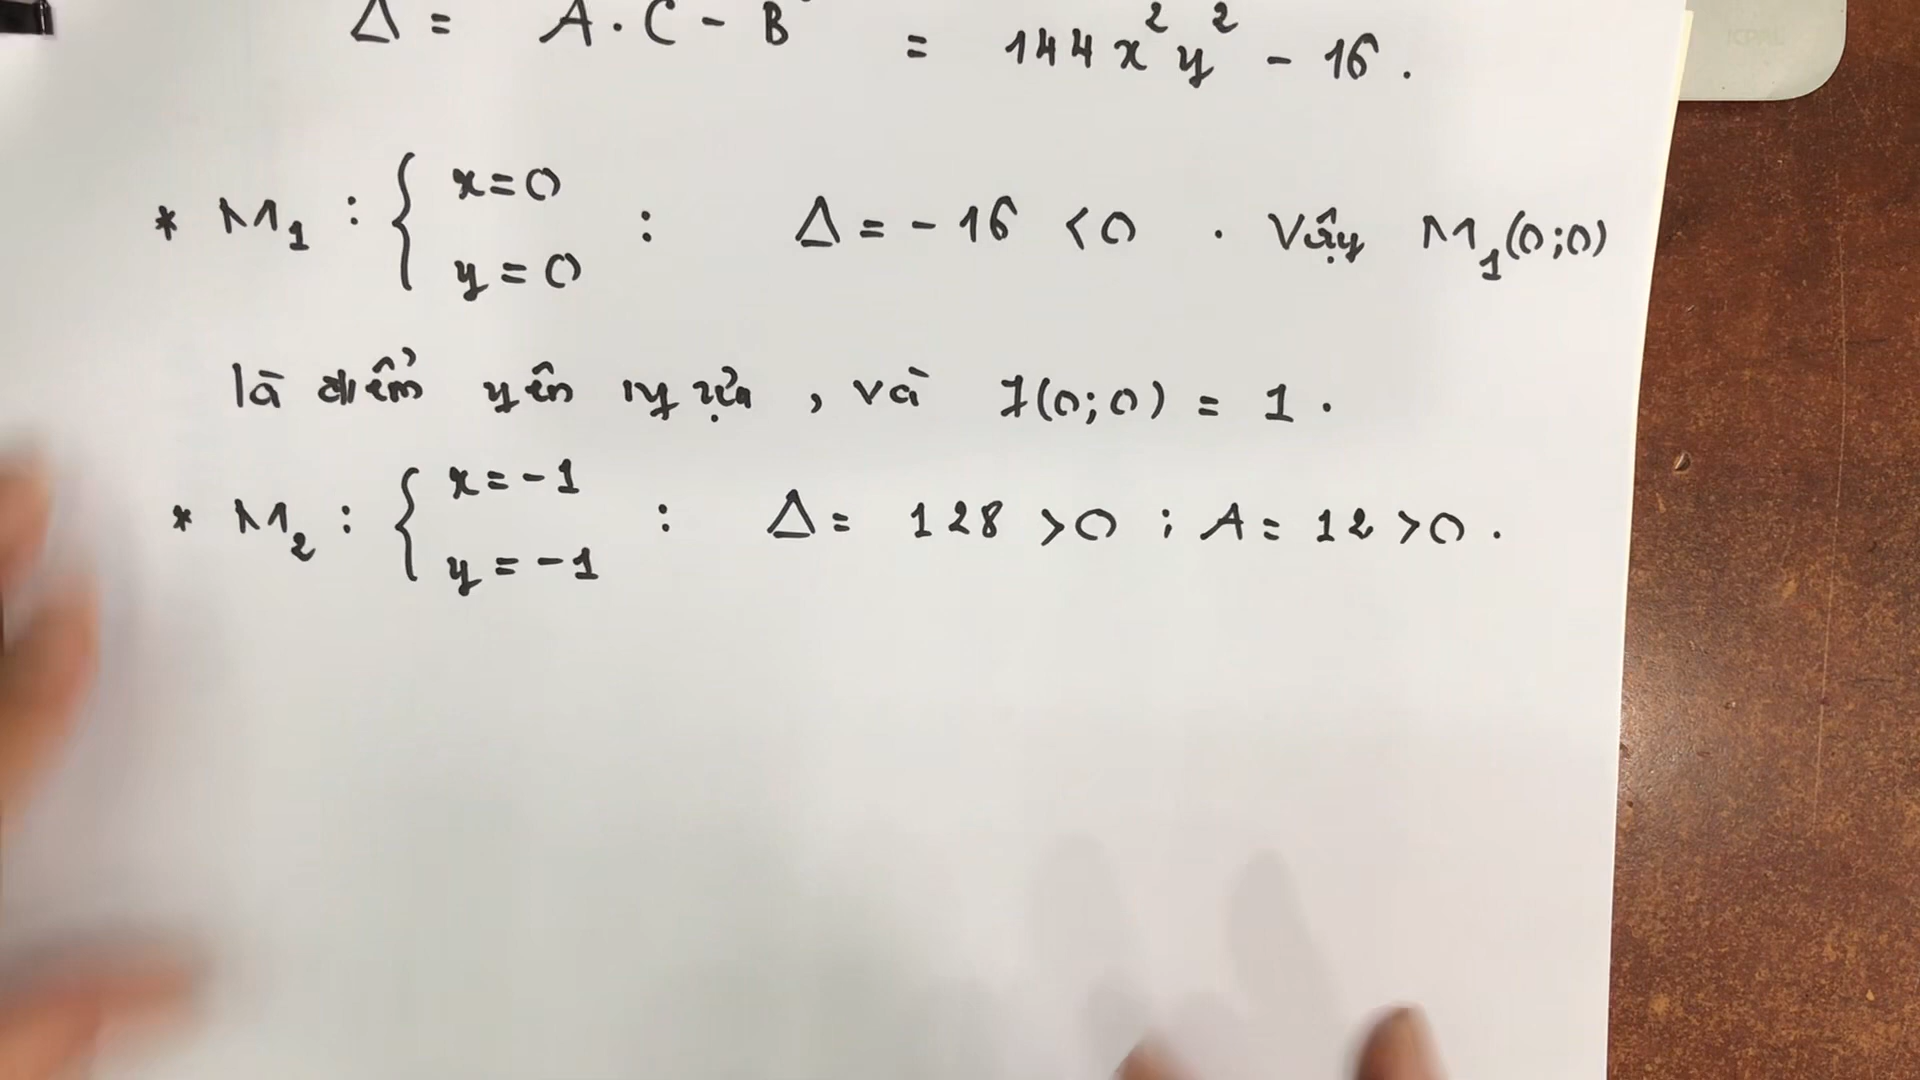 Δ = A.C - B² = 144x²y² - 16.
* M₁ : { x=0 y=0 : Δ = -16 < 0 . Vậy M₁(0;0)
là điểm yên ngựa, và f(0;0) = 1.
* M₂ : { x=-1 y=-1 : Δ = 128 > 0 ; A = 12 > 0.